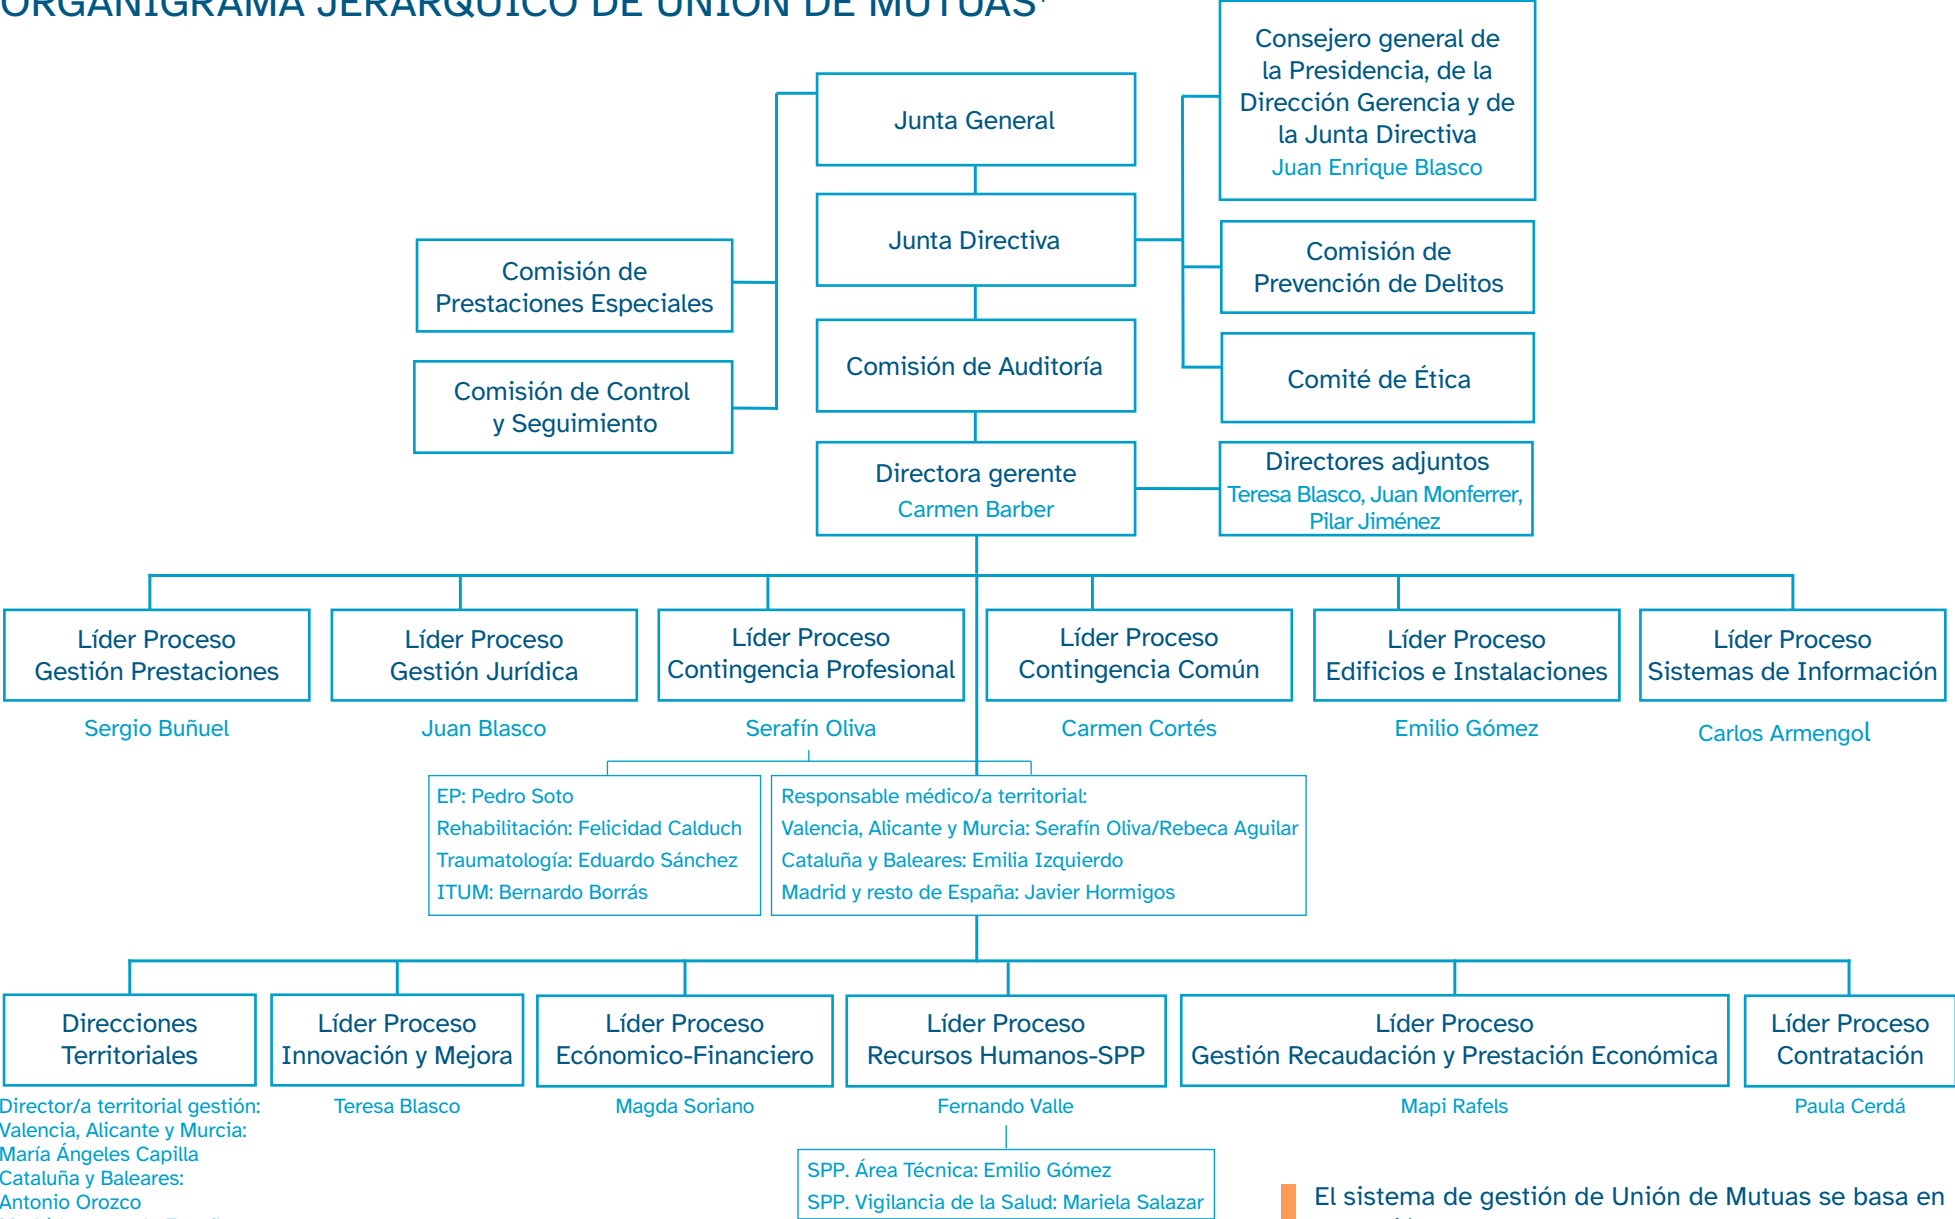 ORGANIGRAMA JERÁRQUICO DE UNIÓN DE MUTUAS
Consejero general de
la Presidencia, de la
Dirección Gerencia y de
la Junta Directiva
Juan Enrique Blasco
Junta General
Junta Directiva
Comisión de
Prevención de Delitos
Comisión de
Prestaciones Especiales
Comisión de Auditoría
Comité de Ética
Comisión de Control
y Seguimiento
Directora gerente
Carmen Barber
Directores adjuntos
Teresa Blasco, Juan Monferrer,
Pilar Jiménez
Líder Proceso
Gestión Prestaciones
Sergio Buñuel
Líder Proceso
Gestión Jurídica
Juan Blasco
Líder Proceso
Contingencia Profesional
Serafín Oliva
Líder Proceso
Contingencia Común
Carmen Cortés
Líder Proceso
Edificios e Instalaciones
Emilio Gómez
Líder Proceso
Sistemas de Información
Carlos Armengol
EP: Pedro Soto
Rehabilitación: Felicidad Calduch
Traumatología: Eduardo Sánchez
ITUM: Bernardo Borrás
Responsable médico/a territorial:
Valencia, Alicante y Murcia: Serafín Oliva/Rebeca Aguilar
Cataluña y Baleares: Emilia Izquierdo
Madrid y resto de España: Javier Hormigos
Direcciones
Territoriales
Director/a territorial gestión:
Valencia, Alicante y Murcia:
María Ángeles Capilla
Cataluña y Baleares:
Antonio Orozco
Líder Proceso
Innovación y Mejora
Teresa Blasco
Líder Proceso
Ecónomico-Financiero
Magda Soriano
Líder Proceso
Recursos Humanos-SPP
Fernando Valle
SPP. Área Técnica: Emilio Gómez
SPP. Vigilancia de la Salud: Mariela Salazar
Líder Proceso
Gestión Recaudación y Prestación Económica
Mapi Rafels
Líder Proceso
Contratación
Paula Cerdá
El sistema de gestión de Unión de Mutuas se basa en